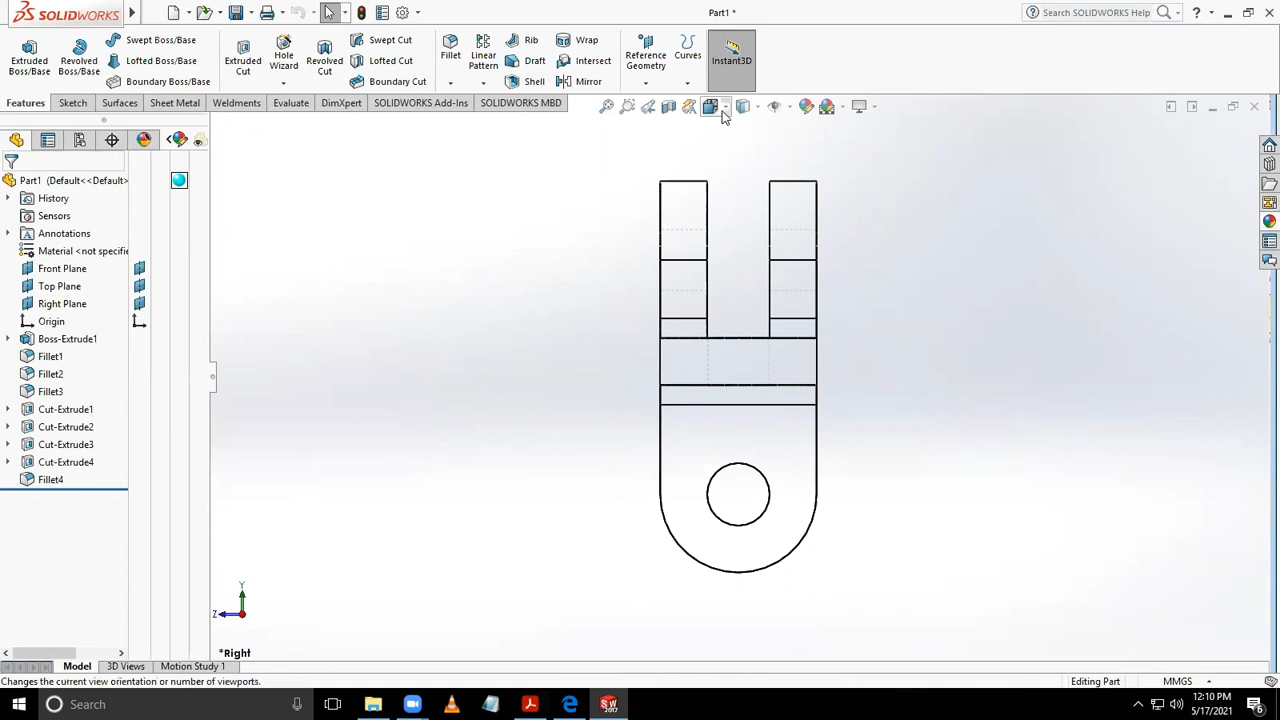 SOLIDWORKS
Part1 *
Search SOLIDWORKS Help
Extruded Boss/Base
Revolved Boss/Base
Swept Boss/Base
Lofted Boss/Base
Boundary Boss/Base
Extruded Cut
Hole Wizard
Revolved Cut
Swept Cut
Lofted Cut
Boundary Cut
Fillet
Linear Pattern
Rib
Draft
Shell
Wrap
Intersect
Mirror
Reference Geometry
Curves
Instant3D
Features
Sketch
Surfaces
Sheet Metal
Weldments
Evaluate
DimXpert
SOLIDWORKS Add-Ins
SOLIDWORKS MBD
Part1 (Default<<Default>
History
Sensors
Annotations
Material <not specifie
Front Plane
Top Plane
Right Plane
Origin
Boss-Extrude1
Fillet1
Fillet2
Fillet3
Cut-Extrude1
Cut-Extrude2
Cut-Extrude3
Cut-Extrude4
Fillet4
Y
Z
*Right
Model
3D Views
Motion Study 1
Changes the current view orientation or number of viewports.
Editing Part
MMGS
Search
SW
2017
12:10 PM
5/17/2021
6